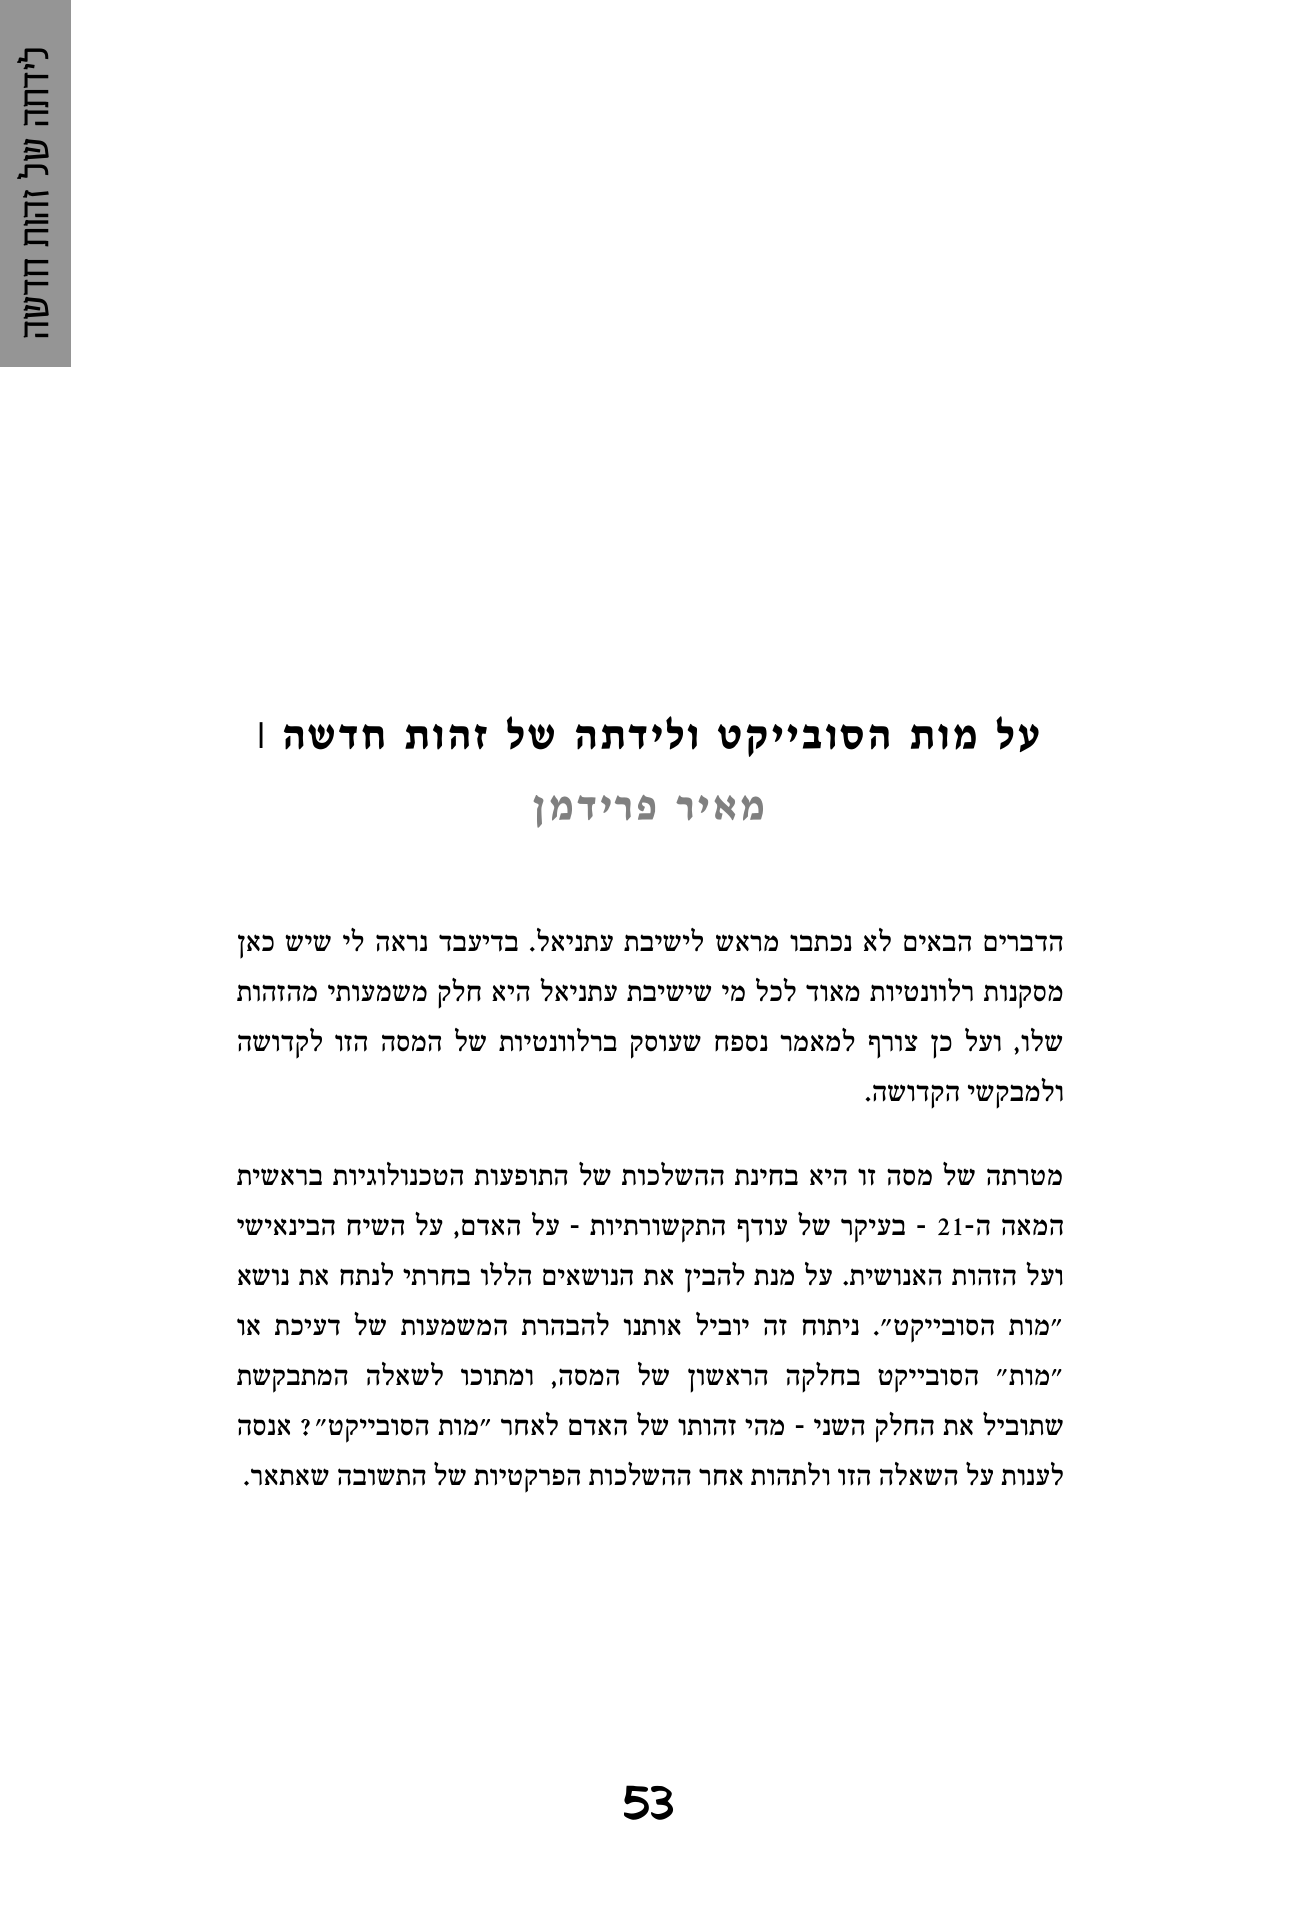 לידתה של זהות חדשה
על מות הסובייקט ולידתה של זהות חדשה |
מאיר פרידמן
הדברים הבאים לא נכתבו מראש לישיבת עתניאל. בדיעבד נראה לי שיש כאן
מסקנות רלוונטיות מאוד לכל מי שישיבת עתניאל היא חלק משמעותי מהזהות
שלו, ועל כן צורף למאמר נספח שעוסק ברלוונטיות של המסה הזו לקדושה
ולמבקשי הקדושה.
מטרתה של מסה זו היא בחינת ההשלכות של התופעות הטכנולוגיות בראשית
המאה ה-21 - בעיקר של עודף התקשורתיות - על האדם, על השיח הבינאישי
ועל הזהות האנושית. על מנת להבין את הנושאים הללו בחרתי לנתח את נושא
״מות הסובייקט״. ניתוח זה יוביל אותנו להבהרת המשמעות של דעיכת או
״מות״ הסובייקט בחלקה הראשון של המסה, ומתוכו לשאלה המתבקשת
שתוביל את החלק השני - מהי זהותו של האדם לאחר ״מות הסובייקט״? אנסה
לענות על השאלה הזו ולתהות אחר ההשלכות הפרקטיות של התשובה שאתאר.
53